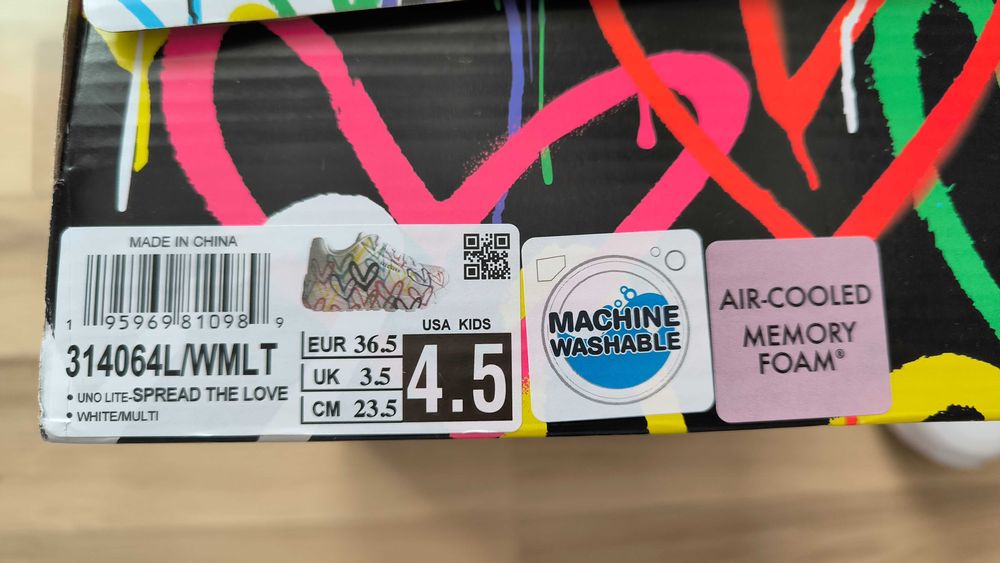 MADE IN CHINA
1 95969 81098 9
314064L/WMLT
• UNO LITE-SPREAD THE LOVE
• WHITE/MULTI
EUR 36.5
UK 3.5
CM 23.5
USA KIDS
4.5
MACHINE
WASHABLE
AIR-COOLED
MEMORY
FOAM®